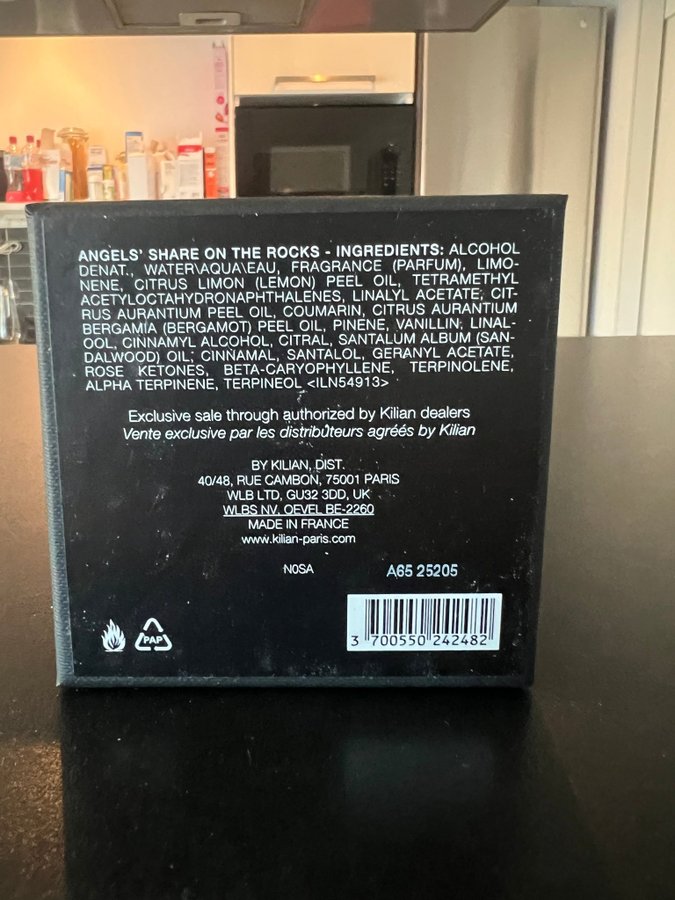 ANGELS' SHARE ON THE ROCKS - INGREDIENTS: ALCOHOL
DENAT., WATER\AQUA\EAU, FRAGRANCE (PARFUM), LIMO-
NENE, CITRUS LIMON (LEMON) PEEL OIL, TETRAMETHYL
ACETYLOCTAHYDRONAPHTHALENES, LINALYL ACETATE, CIT-
RUS AURANTIUM PEEL OIL, COUMARIN, CITRUS AURANTIUM
BERGAMIA (BERGAMOT) PEEL OIL, PINENE, VANILLIN, LINAL-
OOL, CINNAMYL ALCOHOL, CITRAL, SANTALUM ALBUM (SAN-
DALWOOD) OIL, CINNAMAL, SANTALOL, GERANYL ACETATE,
ROSE KETONES, BETA-CARYOPHYLLENE, TERPINOLENE,
ALPHA TERPINENE, TERPINEOL <ILN54913>
Exclusive sale through authorized by Kilian dealers
Vente exclusive par les distributeurs agréés by Kilian
BY KILIAN, DIST.
40/48, RUE CAMBON, 75001 PARIS
WLB LTD, GU32 3DD, UK
WLBS NV. OEVEL BE-2260
MADE IN FRANCE
www.kilian-paris.com
N0SA A65 25205
PAP
3 700550 242482